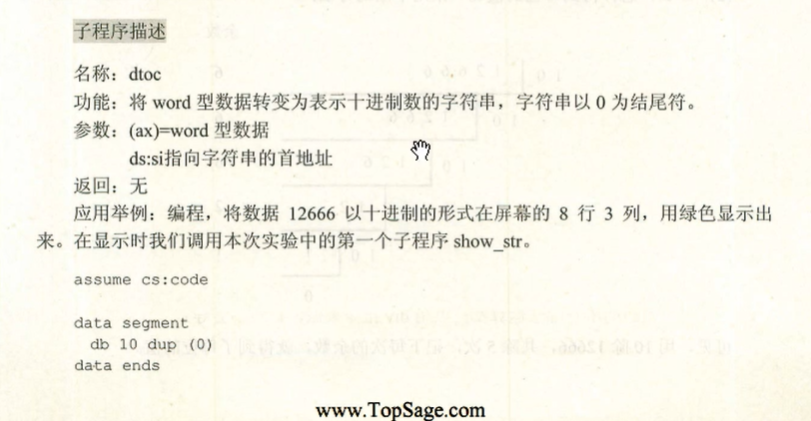 子程序描述
名称：dtoc
功能：将 word 型数据转变为表示十进制数的字符串，字符串以 0 为结尾符。
参数：(ax)=word 型数据
ds:si指向字符串的首地址
返回：无
应用举例：编程，将数据 12666 以十进制的形式在屏幕的 8 行 3 列，用绿色显示出
来。在显示时我们调用本次实验中的第一个子程序 show_str。
assume cs:code
data segment
db 10 dup (0)
data ends
www.TopSage.com